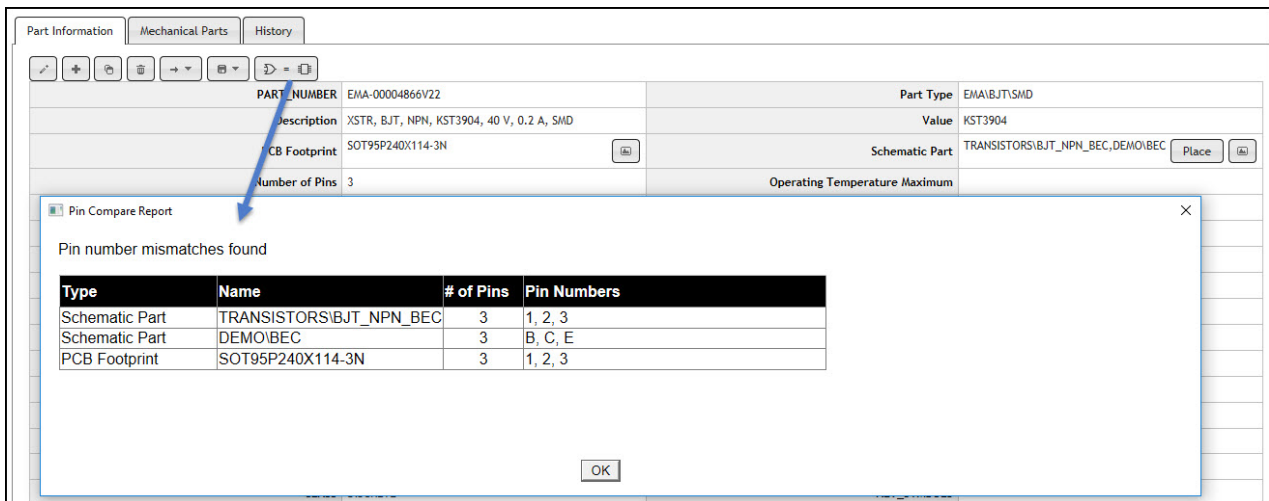 Part Information Mechanical Parts History
=
PART_NUMBER EMA-00004866V22 Part Type EMA\BJT\SMD
Description XSTR, BJT, NPN, KST3904, 40 V, 0.2 A, SMD Value KST3904
PCB Footprint SOT95P240X114-3N Schematic Part TRANSISTORS\BJT_NPN_BEC,DEMO\BEC Place
Number of Pins 3 Operating Temperature Maximum
Pin Compare Report
Pin number mismatches found
Type Name # of Pins Pin Numbers
Schematic Part TRANSISTORS\BJT_NPN_BEC 3 1, 2, 3
Schematic Part DEMO\BEC 3 B, C, E
PCB Footprint SOT95P240X114-3N 3 1, 2, 3
OK